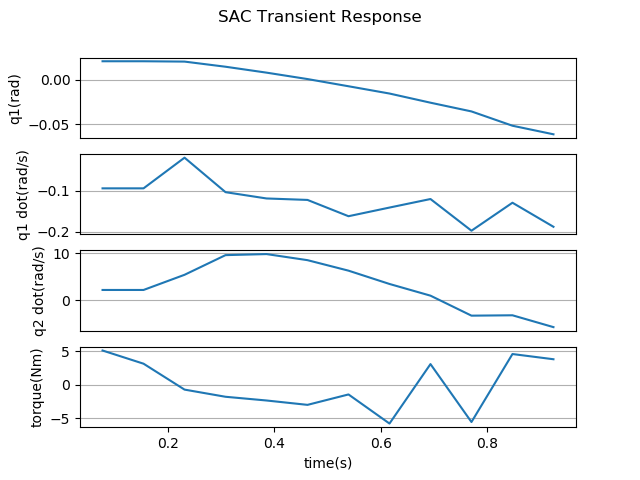 SAC Transient Response
q1(rad)
0.00
−0.05
q1 dot(rad/s)
−0.1
−0.2
q2 dot(rad/s)
10
0
torque(Nm)
5
0
−5
0.2 0.4 0.6 0.8
time(s)